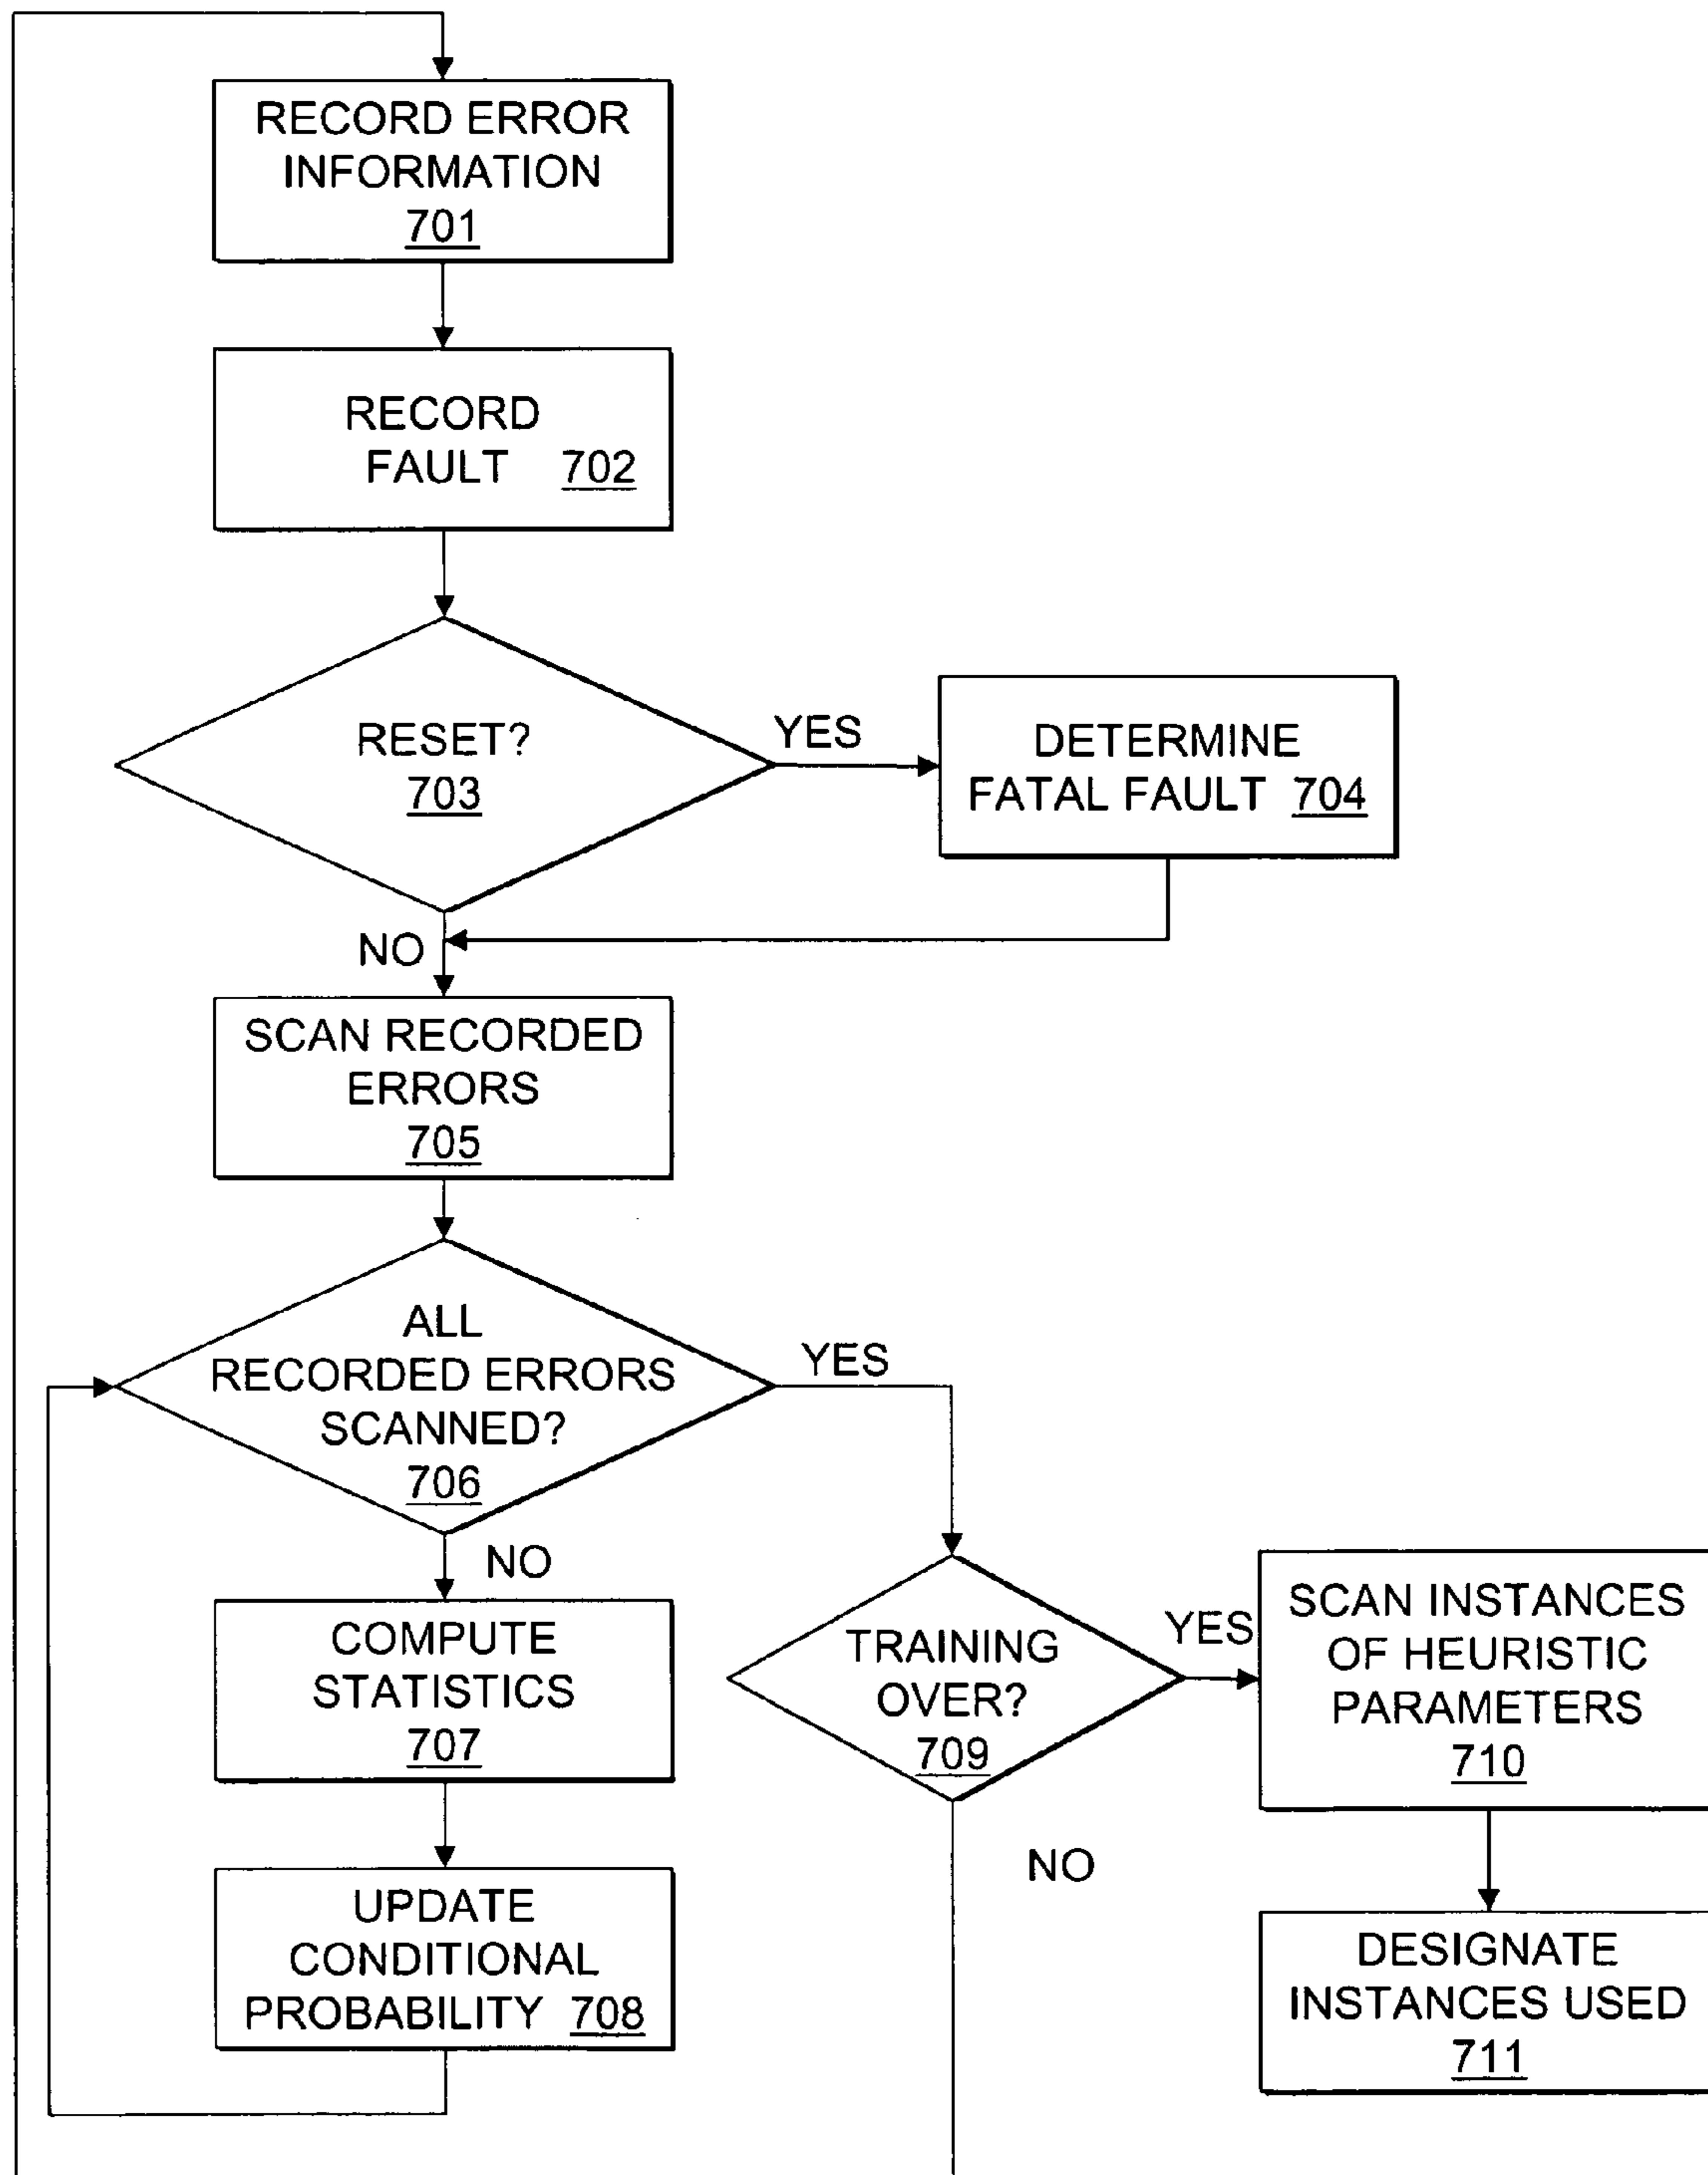 RECORD ERROR
INFORMATION
701
RECORD
FAULT 702
RESET?
703
YES
DETERMINE
FATAL FAULT 704
NO
SCAN RECORDED
ERRORS
705
ALL
RECORDED ERRORS
SCANNED?
706
YES
NO
COMPUTE
STATISTICS
707
TRAINING
OVER?
709
YES
SCAN INSTANCES
OF HEURISTIC
PARAMETERS
710
NO
UPDATE
CONDITIONAL
PROBABILITY 708
DESIGNATE
INSTANCES USED
711